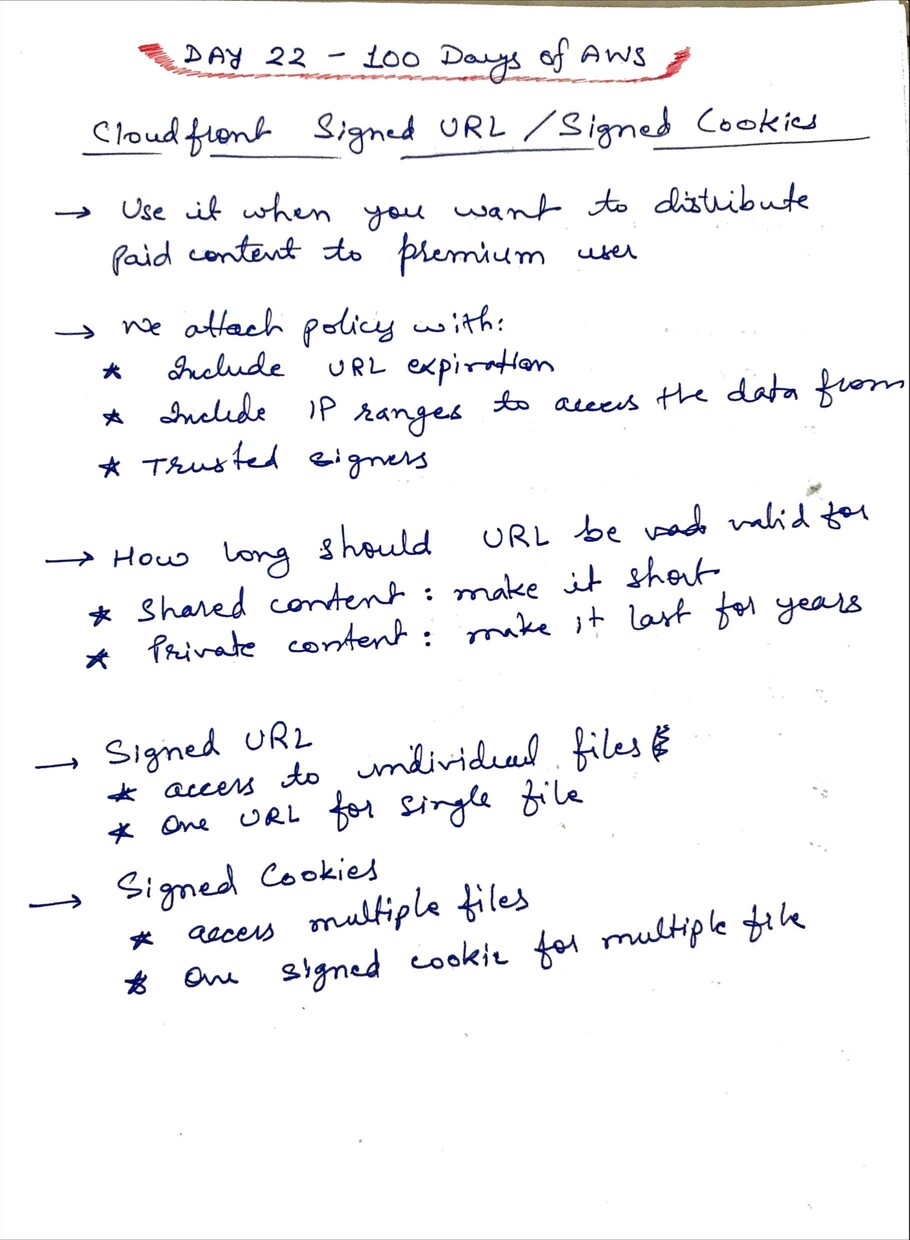 DAY 22 - 100 Days of AWS
Cloudfront Signed URL / Signed Cookies
→ Use it when you want to distribute
paid content to premium user
→ We attach policy with:
* Include URL expiration
* Include IP ranges to access the data from
* Trusted signers
→ How long should URL be valid for
* Shared content : make it short
* Private content : make it last for years
→ Signed URL
* access to individual files
* One URL for single file
→ Signed Cookies
* access multiple files
* One signed cookie for multiple file